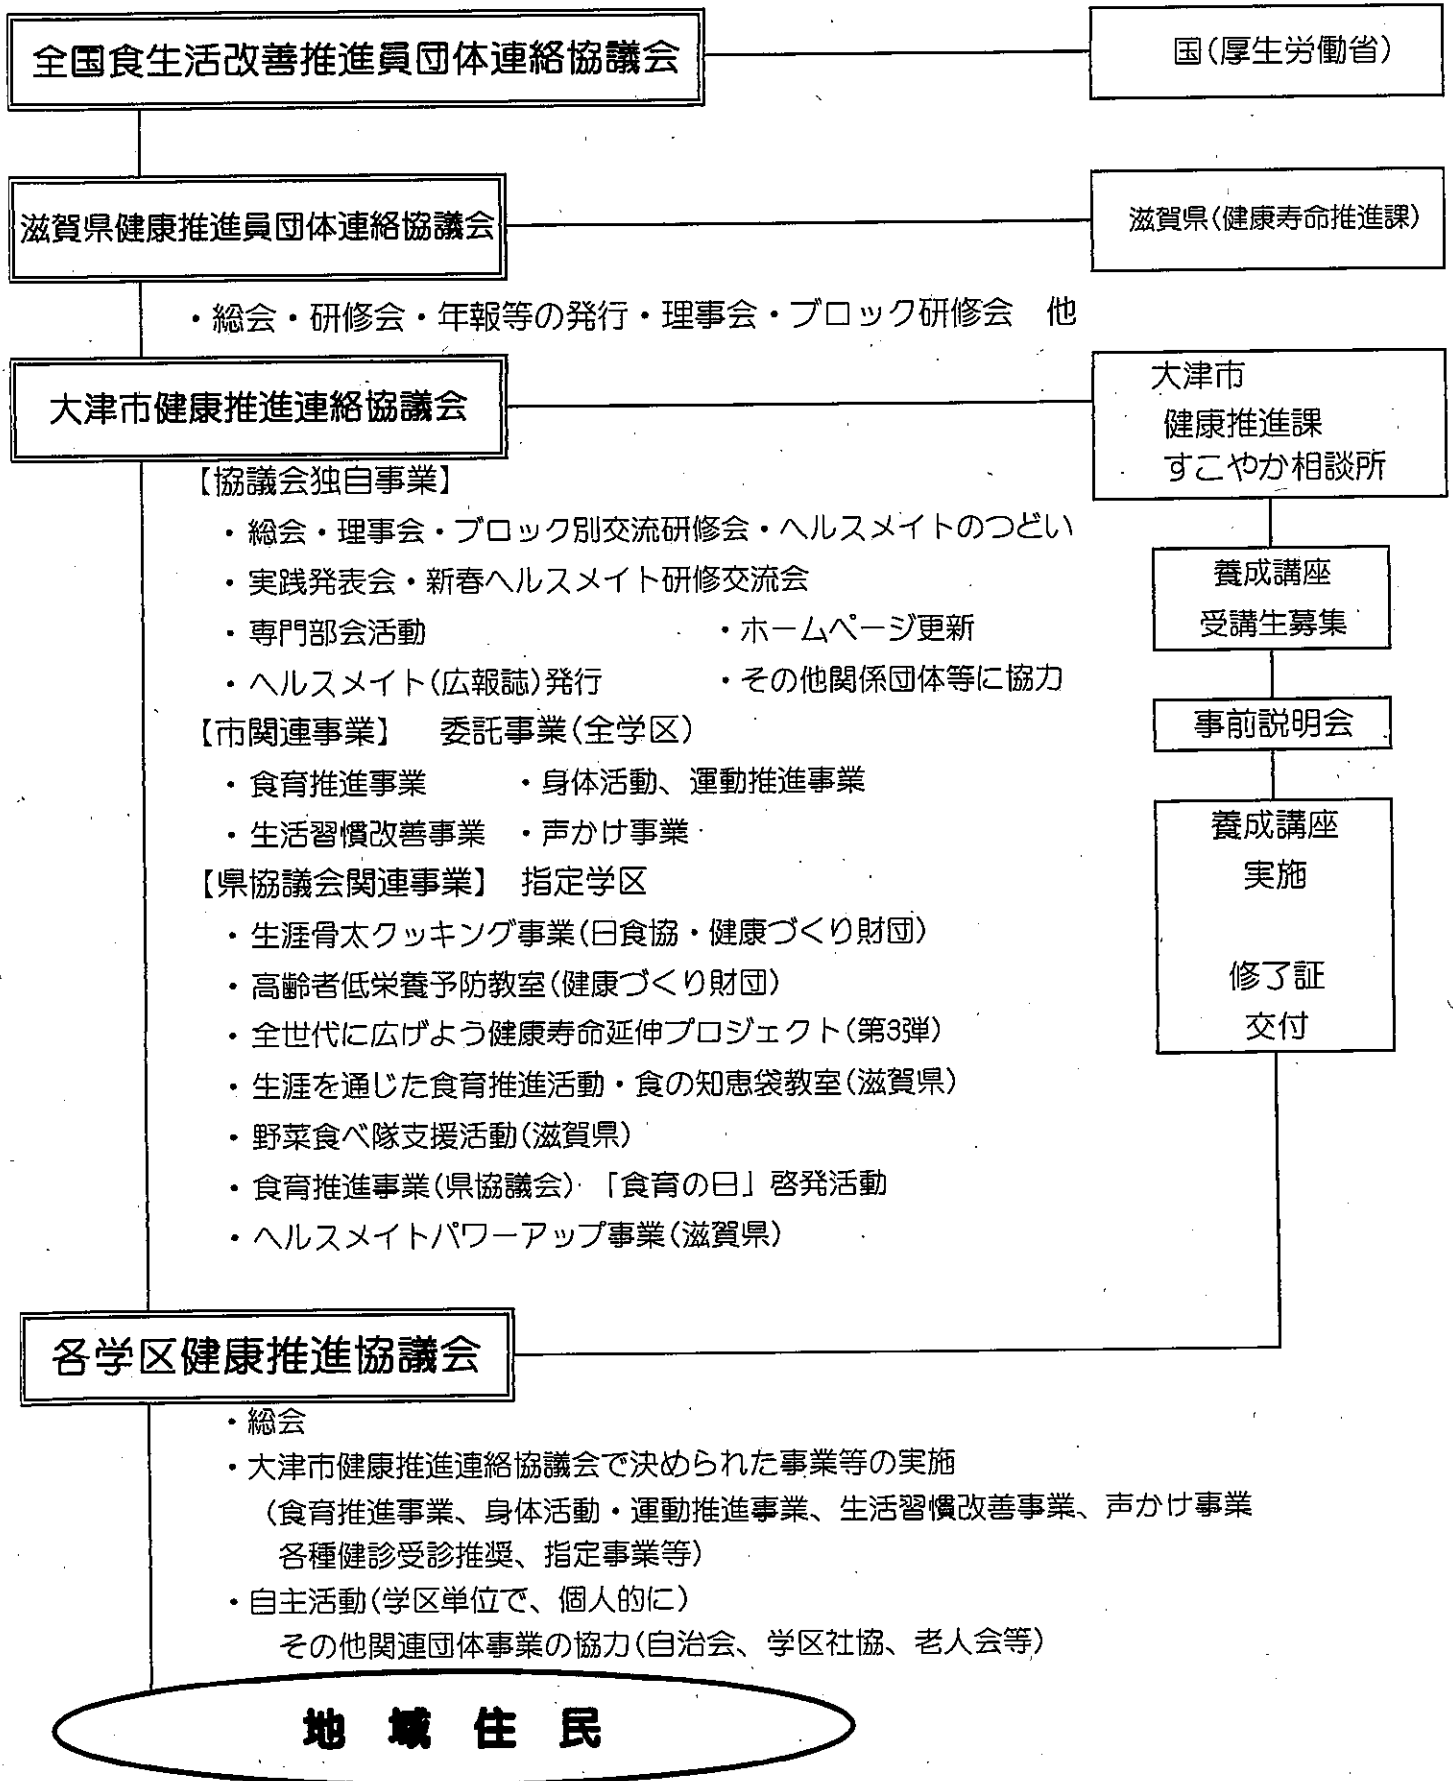 全国食生活改善推進員団体連絡協議会
国(厚生労働省)
滋賀県健康推進員団体連絡協議会
滋賀県(健康寿命推進課)
・総会・研修会・年報等の発行・理事会・ブロック研修会　他
大津市健康推進連絡協議会
大津市
健康推進課
すこやか相談所
【協議会独自事業】
・総会・理事会・ブロック別交流研修会・ヘルスメイトのつどい
・実践発表会・新春ヘルスメイト研修交流会
・専門部会活動　・ホームページ更新
・ヘルスメイト(広報誌)発行　・その他関係団体等に協力
【市関連事業】　委託事業(全学区)
・食育推進事業　・身体活動、運動推進事業
・生活習慣改善事業　・声かけ事業
【県協議会関連事業】　指定学区
・生涯骨太クッキング事業(日食協・健康づくり財団)
・高齢者低栄養予防教室(健康づくり財団)
・全世代に広げよう健康寿命延伸プロジェクト(第3弾)
・生涯を通じた食育推進活動・食の知恵袋教室(滋賀県)
・野菜食べ隊支援活動(滋賀県)
・食育推進事業(県協議会)「食育の日」啓発活動
・ヘルスメイトパワーアップ事業(滋賀県)
養成講座
受講生募集
事前説明会
養成講座
実施
修了証
交付
各学区健康推進協議会
・総会
・大津市健康推進連絡協議会で決められた事業等の実施
(食育推進事業、身体活動・運動推進事業、生活習慣改善事業、声かけ事業
各種健診受診推奨、指定事業等)
・自主活動(学区単位で、個人的に)
その他関連団体事業の協力(自治会、学区社協、老人会等)
地　域　住　民